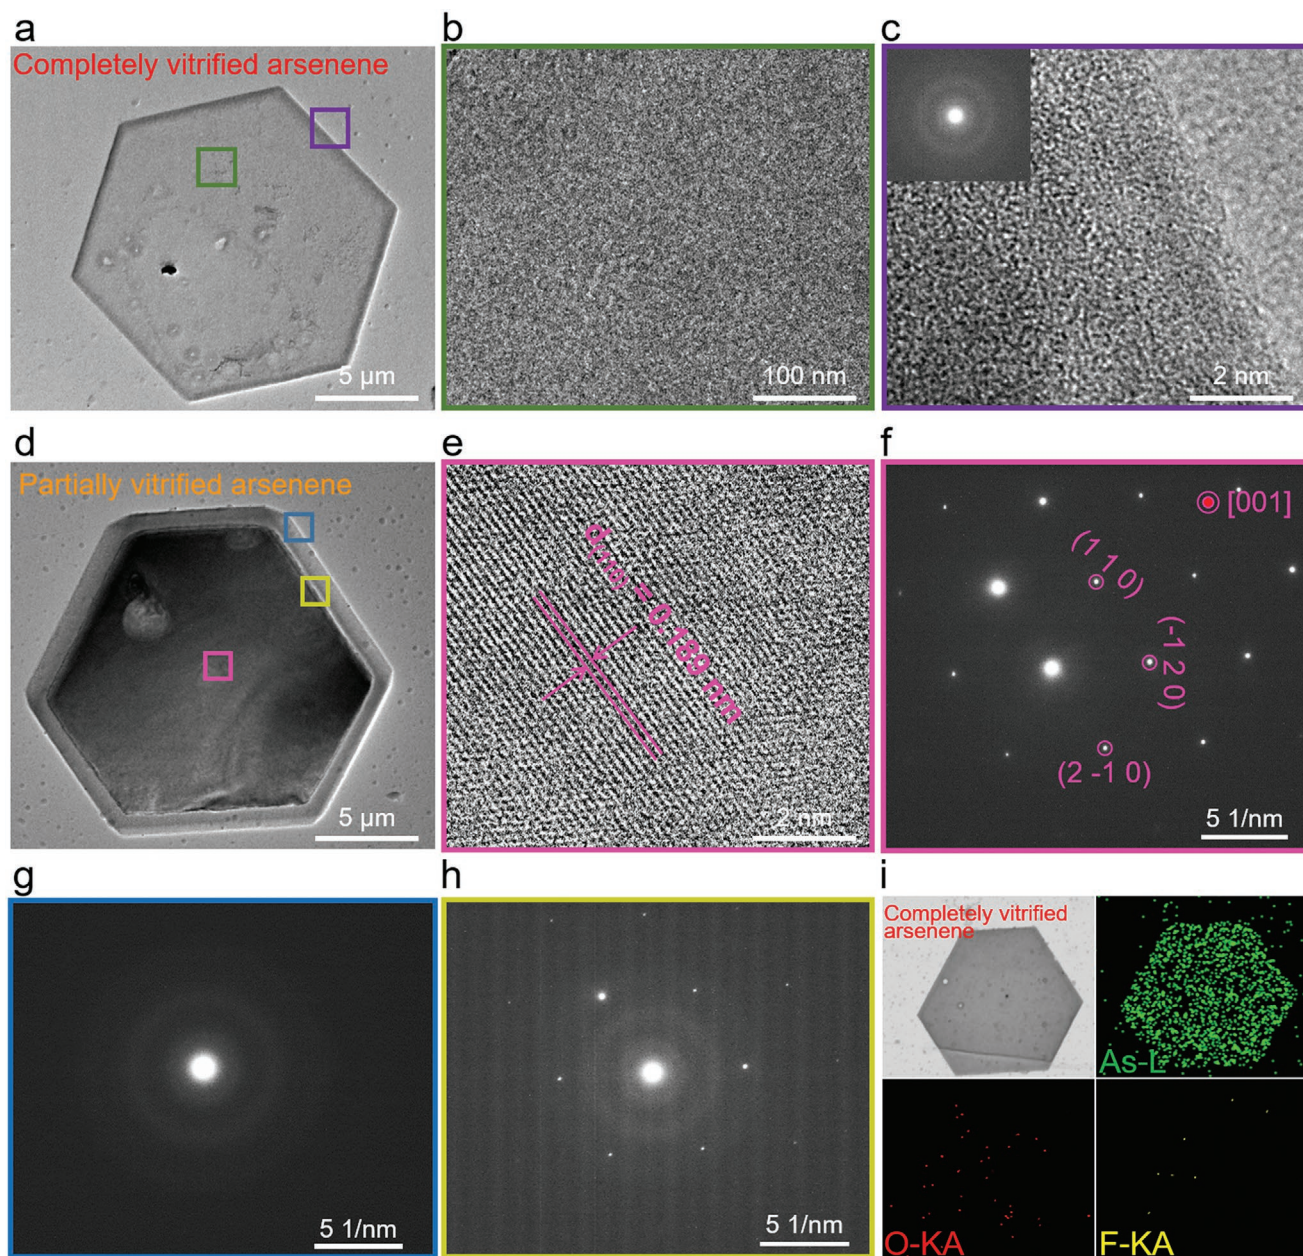 a
Completely vitrified arsenene
5 μm
b
100 nm
c
2 nm
d
Partially vitrified arsenene
5 μm
e
d(110) = 0.189 nm
2 nm
f
[001]
(1 1 0)
(-1 2 0)
(2 -1 0)
5 1/nm
g
5 1/nm
h
5 1/nm
i
Completely vitrified
arsenene
As-L
O-KA
F-KA